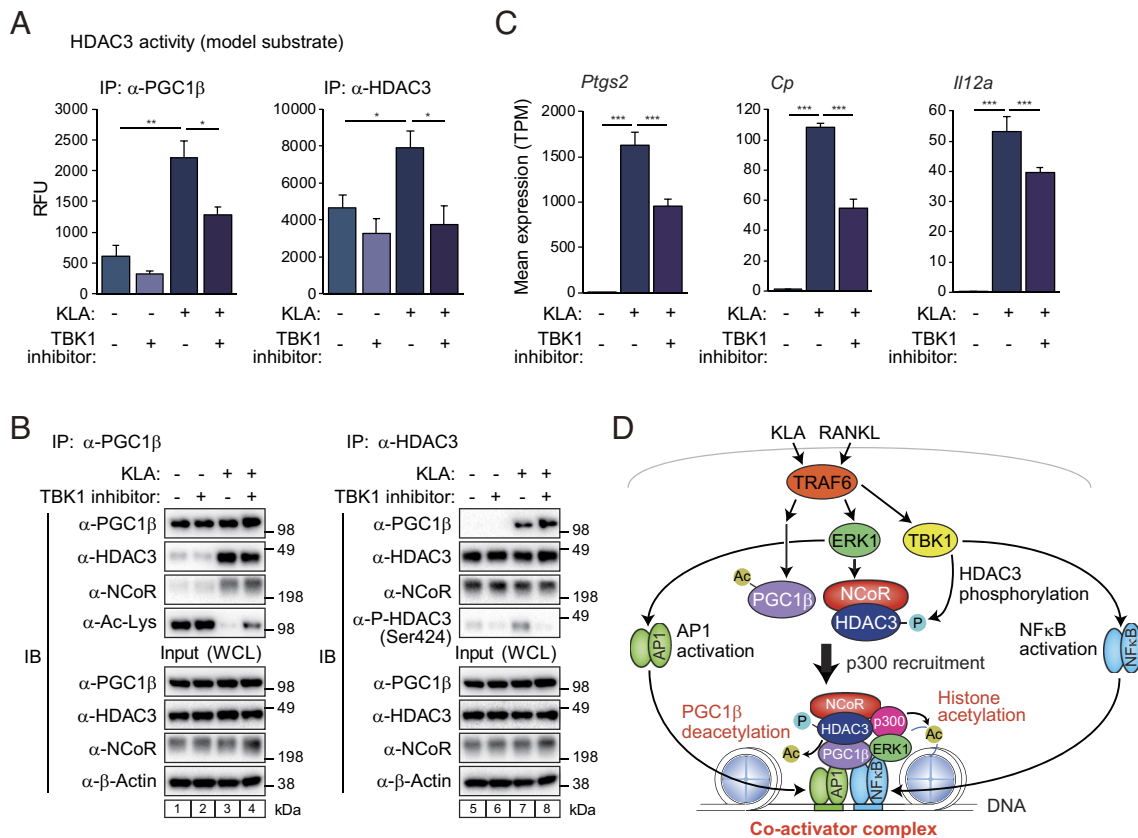 A
HDAC3 activity (model substrate)
IP: α-PGC1β
RFU
3000
2500
2000
1500
1000
500
0
** *
KLA: - - + +
TBK1 inhibitor: - + - +
IP: α-HDAC3
10000
8000
6000
4000
2000
0
* *
KLA: - - + +
TBK1 inhibitor: - + - +
B
IP: α-PGC1β
KLA: - - + +
TBK1 inhibitor: - + - +
IB
α-PGC1β 98
α-HDAC3 49
α-NCoR 198
α-Ac-Lys 98
Input (WCL)
α-PGC1β 98
α-HDAC3 49
α-NCoR 198
α-β-Actin 38
1 2 3 4 kDa
IP: α-HDAC3
KLA: - - + +
TBK1 inhibitor: - + - +
IB
α-PGC1β 98
α-HDAC3 49
α-NCoR 198
α-P-HDAC3 49
(Ser424)
Input (WCL)
α-PGC1β 98
α-HDAC3 49
α-NCoR 198
α-β-Actin 38
5 6 7 8 kDa
C
Mean expression (TPM)
Ptgs2
2000
1500
1000
500
0
*** ***
KLA: - + +
TBK1 inhibitor: - - +
Cp
120
100
80
60
40
20
0
*** ***
- + +
- - +
Il12a
60
50
40
30
20
10
0
*** ***
- + +
- - +
D
KLA RANKL
TRAF6
ERK1
TBK1
Ac
PGC1β
NCoR
HDAC3
P
HDAC3
phosphorylation
AP1
AP1
activation
NFκB
activation
NFκB
p300 recruitment
PGC1β
deacetylation
Histone
acetylation
NCoR
P
HDAC3
p300
Ac
Ac
PGC1β
ERK1
AP1
NFκB
DNA
Co-activator complex